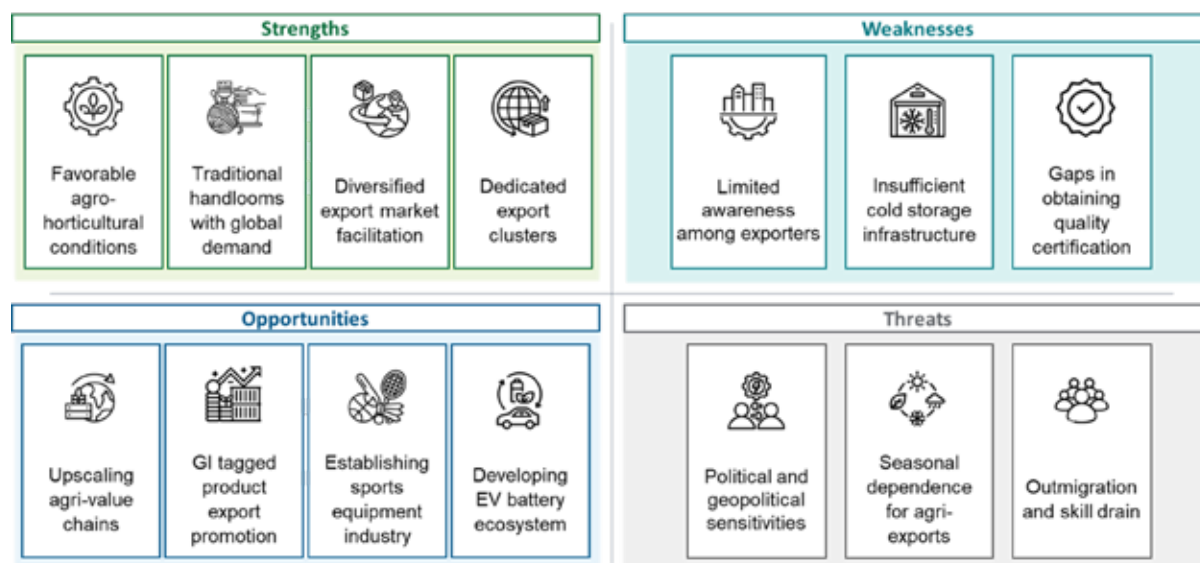 Strengths
Favorable
agro-
horticultural
conditions
Traditional
handlooms
with global
demand
Diversified
export market
facilitation
Dedicated
export
clusters
Weaknesses
Limited
awareness
among exporters
Insufficient
cold storage
infrastructure
Gaps in
obtaining
quality
certification
Opportunities
Upscaling
agri-value
chains
GI tagged
product
export
promotion
Establishing
sports
equipment
industry
Developing
EV battery
ecosystem
Threats
Political and
geopolitical
sensitivities
Seasonal
dependence
for agri-
exports
Outmigration
and skill drain